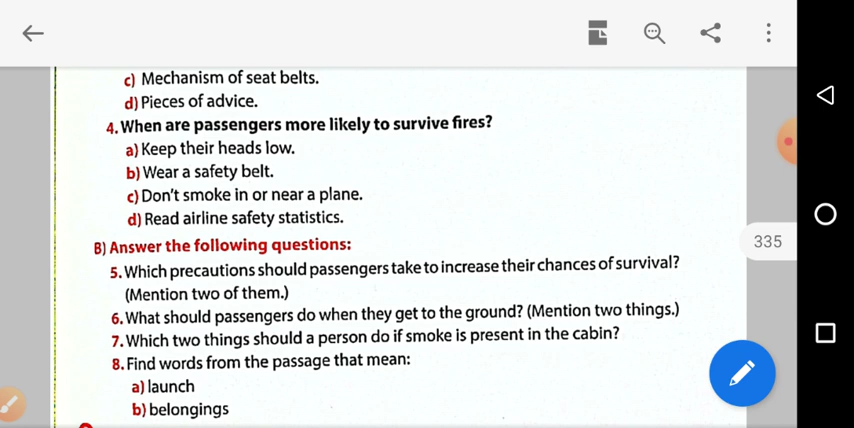 c) Mechanism of seat belts.
d) Pieces of advice.
4. When are passengers more likely to survive fires?
a) Keep their heads low.
b) Wear a safety belt.
c) Don't smoke in or near a plane.
d) Read airline safety statistics.
B) Answer the following questions:
335
5. Which precautions should passengers take to increase their chances of survival?
(Mention two of them.)
6. What should passengers do when they get to the ground? (Mention two things.)
7. Which two things should a person do if smoke is present in the cabin?
8. Find words from the passage that mean:
a) launch
b) belongings